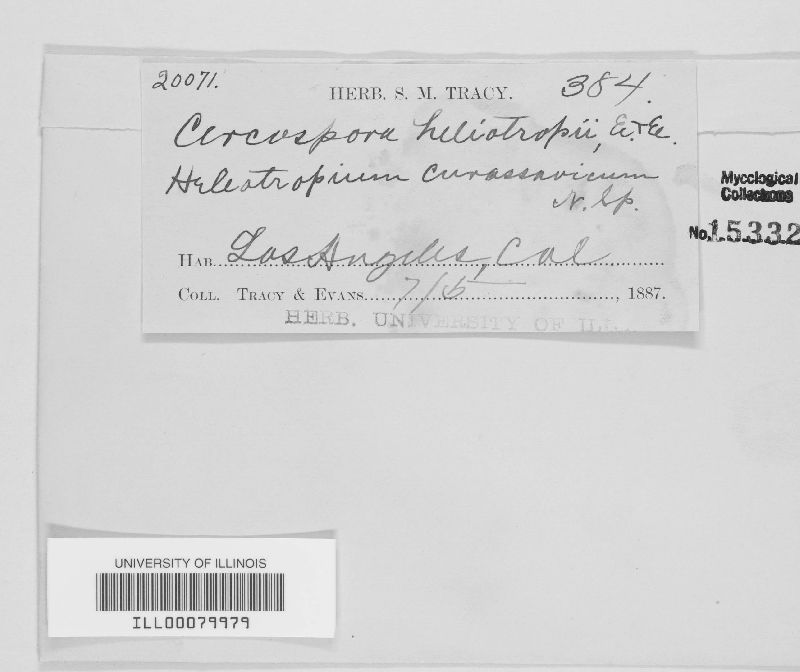 20071.
HERB. S. M. TRACY. 384.
Cercospora heliotropii, E. & E.
Heliotropium curassavicum
N. Sp.
Mycological
Collections
No. 15332
HAB. Los Angeles, Cal
COLL. TRACY & EVANS. 7/15, 1887.
HERB. UNIVERSITY OF ILL.
UNIVERSITY OF ILLINOIS
ILL00079979